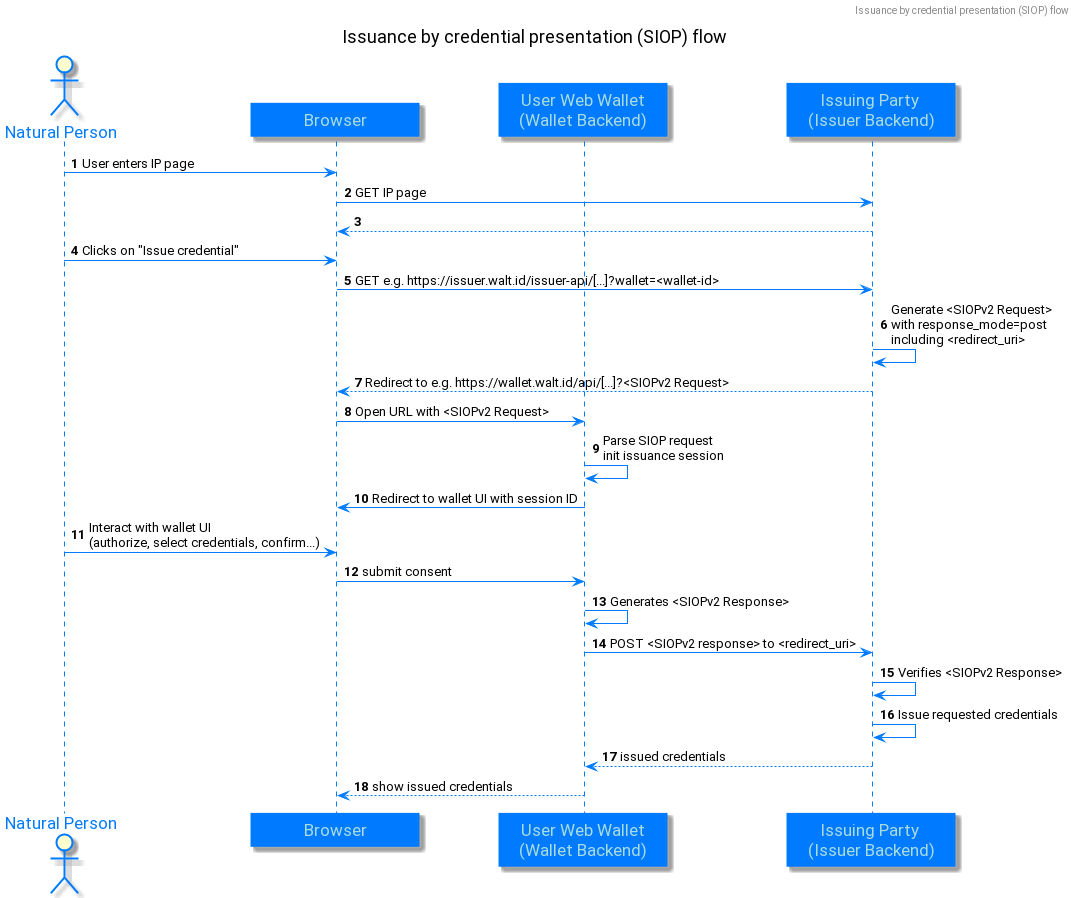 Issuance by credential presentation (SIOP) flow
Issuance by credential presentation (SIOP) flow
Natural Person
Browser
User Web Wallet
(Wallet Backend)
Issuing Party
(Issuer Backend)
1 User enters IP page
2 GET IP page
3
4 Clicks on "Issue credential"
5 GET e.g. https://issuer.walt.id/issuer-api/[...]?wallet=<wallet-id>
Generate <SIOPv2 Request>
6 with response_mode=post
including <redirect_uri>
7 Redirect to e.g. https://wallet.walt.id/api/[...]?<SIOPv2 Request>
8 Open URL with <SIOPv2 Request>
9 Parse SIOP request
init issuance session
10 Redirect to wallet UI with session ID
11 Interact with wallet UI
(authorize, select credentials, confirm...)
12 submit consent
13 Generates <SIOPv2 Response>
14 POST <SIOPv2 response> to <redirect_uri>
15 Verifies <SIOPv2 Response>
16 Issue requested credentials
17 issued credentials
18 show issued credentials
Natural Person
Browser
User Web Wallet
(Wallet Backend)
Issuing Party
(Issuer Backend)